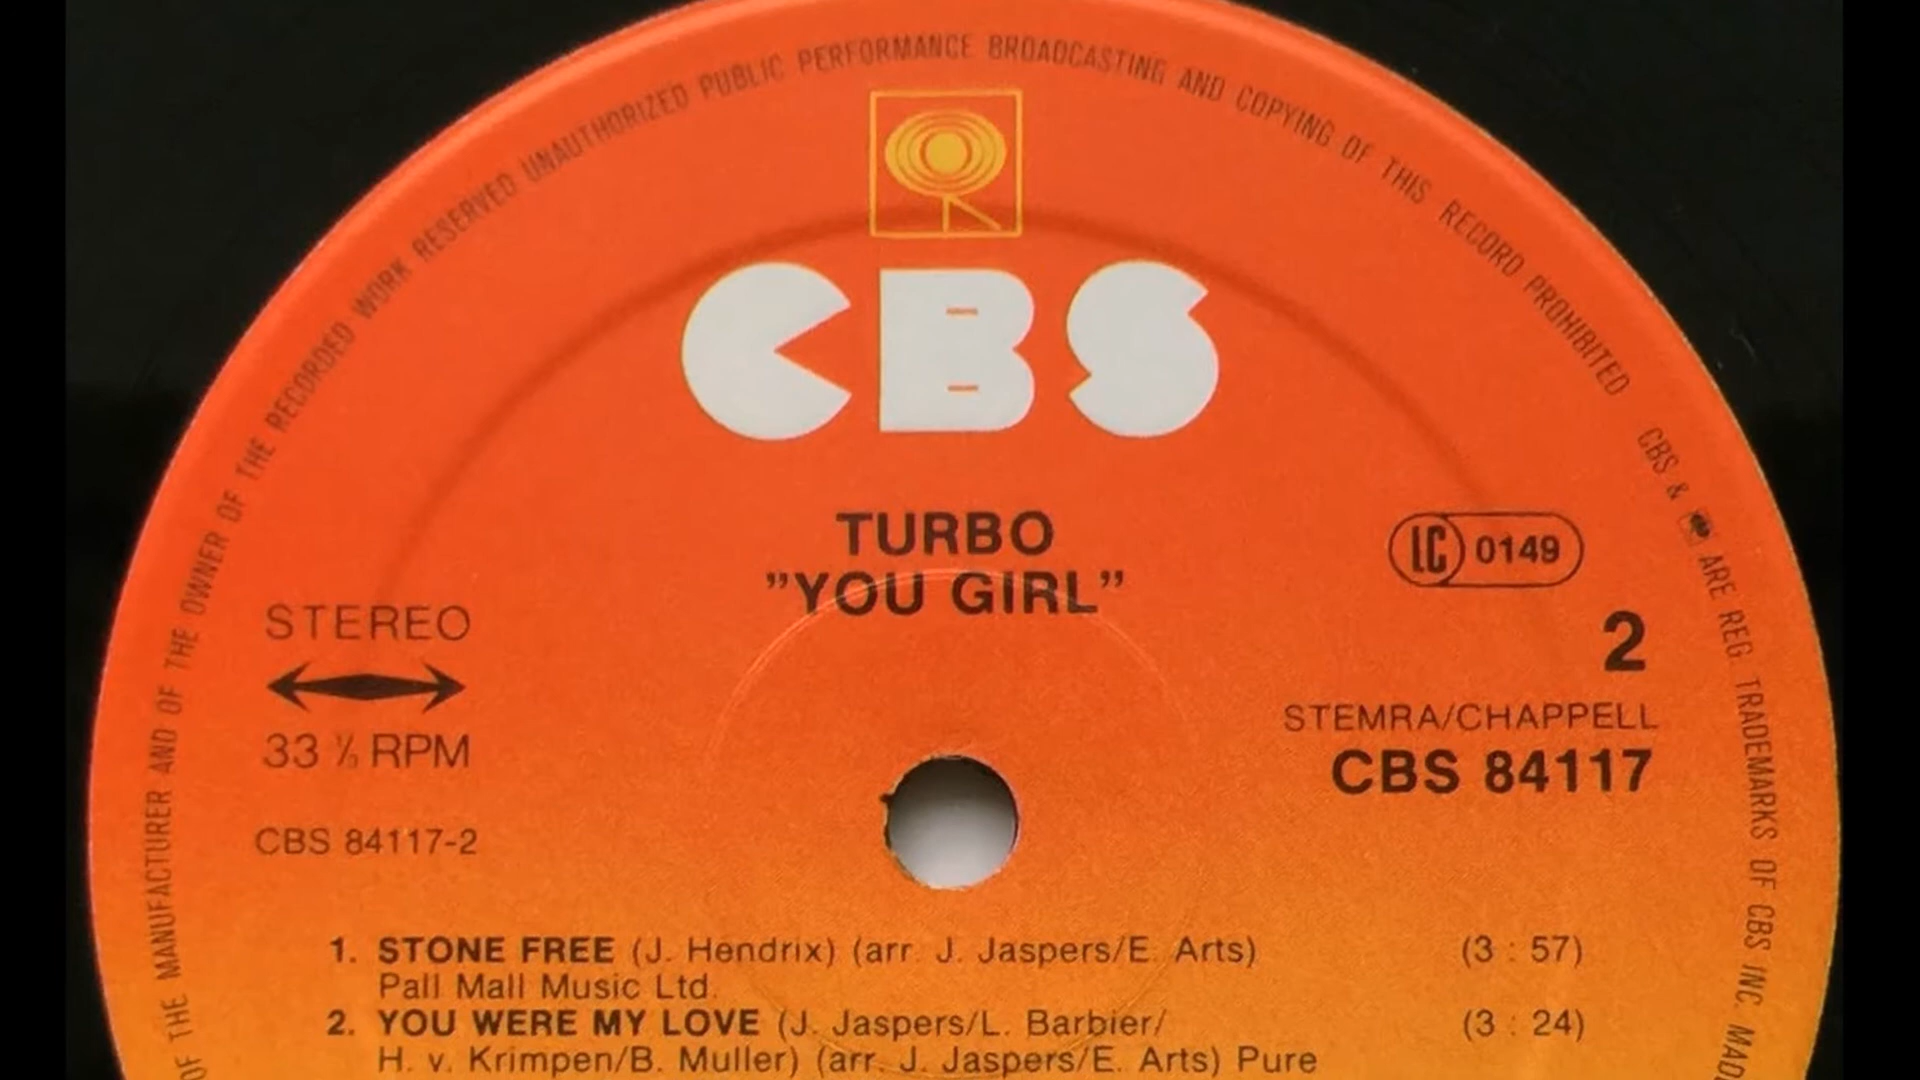 OF THE MANUFACTURER AND OF THE OWNER OF THE RECORDED WORK RESERVED UNAUTHORIZED PUBLIC PERFORMANCE BROADCASTING AND COPYING OF THIS RECORD PROHIBITED CBS & ARE REG. TRADEMARKS OF CBS INC. MAD
CBS
TURBO
"YOU GIRL"
LC 0149
STEREO
2
33 ⅓ RPM
STEMRA/CHAPPELL
CBS 84117
CBS 84117-2
1. STONE FREE (J. Hendrix) (arr. J. Jaspers/E. Arts) (3 : 57)
Pall Mall Music Ltd.
2. YOU WERE MY LOVE (J. Jaspers/L. Barbier/ (3 : 24)
H. v. Krimpen/B. Muller) (arr. J. Jaspers/E. Arts) Pure